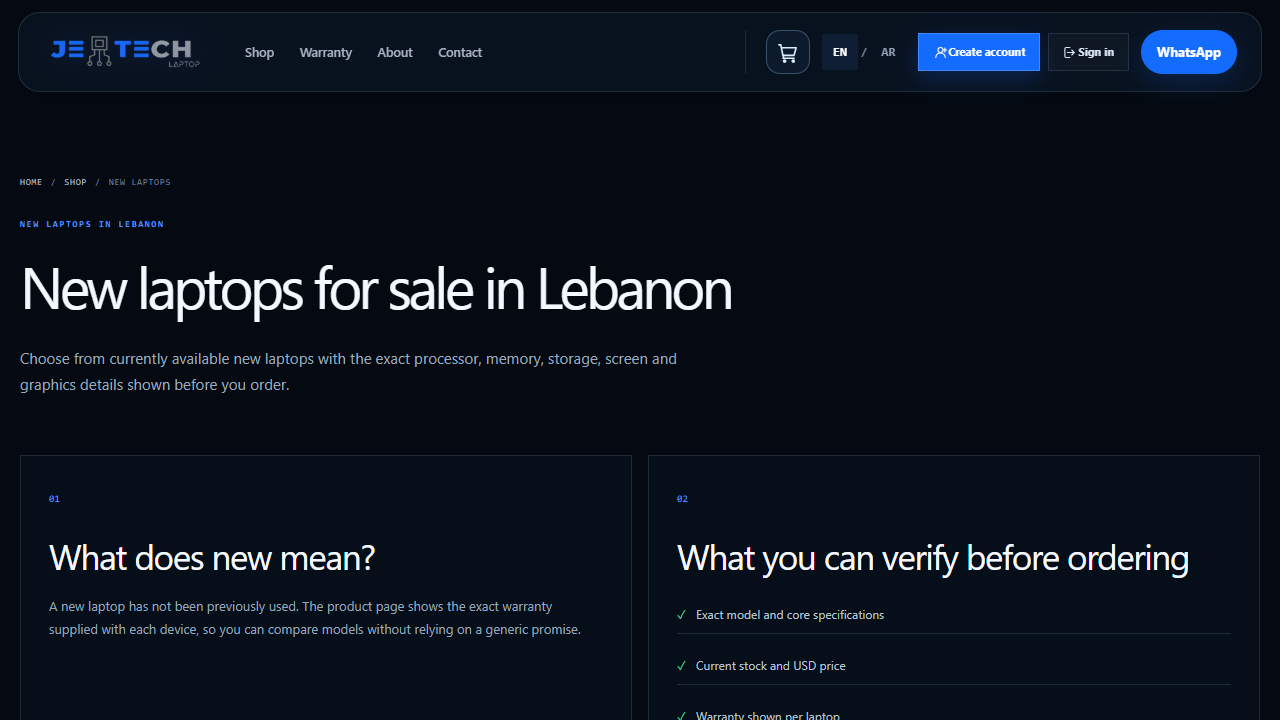 JE TECH
LAPTOP
Shop
Warranty
About
Contact
EN / AR
Create account
Sign in
WhatsApp
HOME / SHOP / NEW LAPTOPS
NEW LAPTOPS IN LEBANON
New laptops for sale in Lebanon
Choose from currently available new laptops with the exact processor, memory, storage, screen and
graphics details shown before you order.
01
What does new mean?
A new laptop has not been previously used. The product page shows the exact warranty
supplied with each device, so you can compare models without relying on a generic promise.
02
What you can verify before ordering
✓ Exact model and core specifications
✓ Current stock and USD price
✓ Warranty shown per laptop